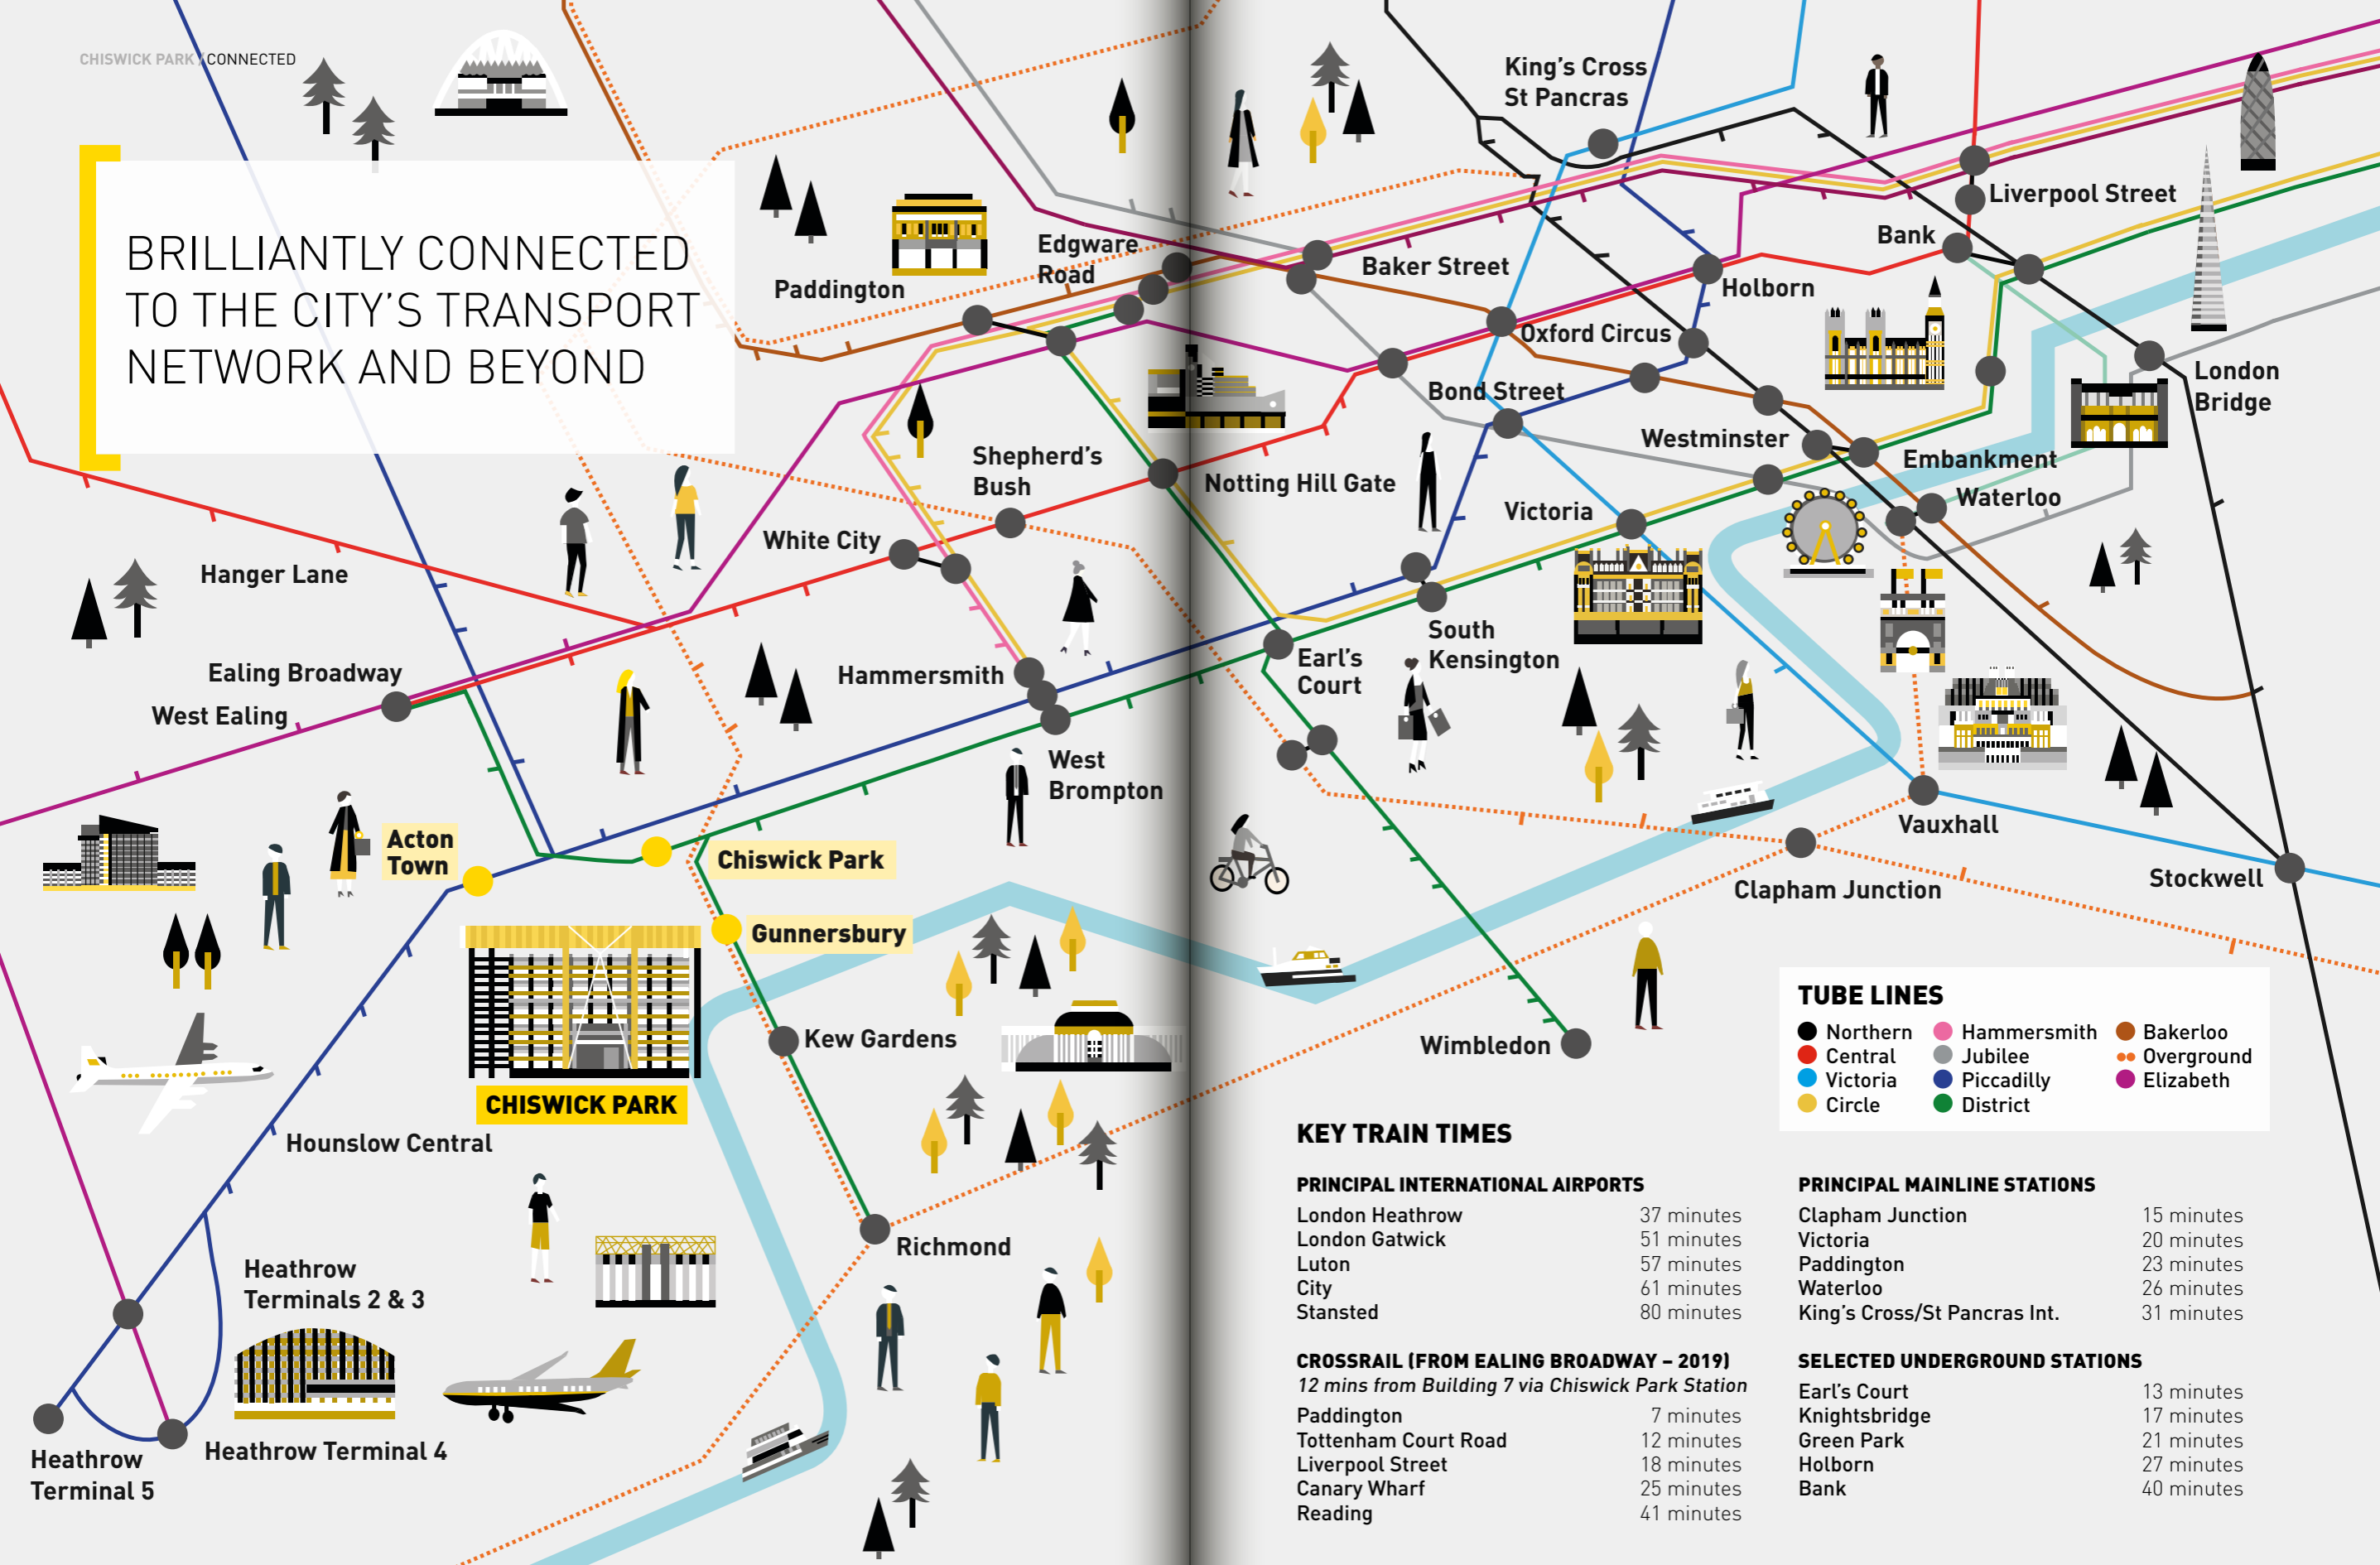 CHISWICK PARK / CONNECTED
BRILLIANTLY CONNECTED
TO THE CITY'S TRANSPORT
NETWORK AND BEYOND
King's Cross
St Pancras
Liverpool Street
Bank
Edgware
Road
Paddington
Baker Street
Holborn
Oxford Circus
London
Bridge
Bond Street
Westminster
Embankment
Shepherd's
Bush
Notting Hill Gate
Waterloo
Victoria
White City
Hanger Lane
South
Kensington
Earl's
Court
Ealing Broadway
Hammersmith
West Ealing
West
Brompton
Acton
Town
Chiswick Park
Vauxhall
Clapham Junction
Stockwell
Gunnersbury
Kew Gardens
Wimbledon
CHISWICK PARK
Hounslow Central
Richmond
Heathrow
Terminals 2 & 3
Heathrow Terminal 4
Heathrow
Terminal 5
TUBE LINES
Northern
Central
Victoria
Circle
Hammersmith
Jubilee
Piccadilly
District
Bakerloo
Overground
Elizabeth
KEY TRAIN TIMES
PRINCIPAL INTERNATIONAL AIRPORTS
London Heathrow 37 minutes
London Gatwick 51 minutes
Luton 57 minutes
City 61 minutes
Stansted 80 minutes
CROSSRAIL (FROM EALING BROADWAY – 2019)
12 mins from Building 7 via Chiswick Park Station
Paddington 7 minutes
Tottenham Court Road 12 minutes
Liverpool Street 18 minutes
Canary Wharf 25 minutes
Reading 41 minutes
PRINCIPAL MAINLINE STATIONS
Clapham Junction 15 minutes
Victoria 20 minutes
Paddington 23 minutes
Waterloo 26 minutes
King's Cross/St Pancras Int. 31 minutes
SELECTED UNDERGROUND STATIONS
Earl's Court 13 minutes
Knightsbridge 17 minutes
Green Park 21 minutes
Holborn 27 minutes
Bank 40 minutes